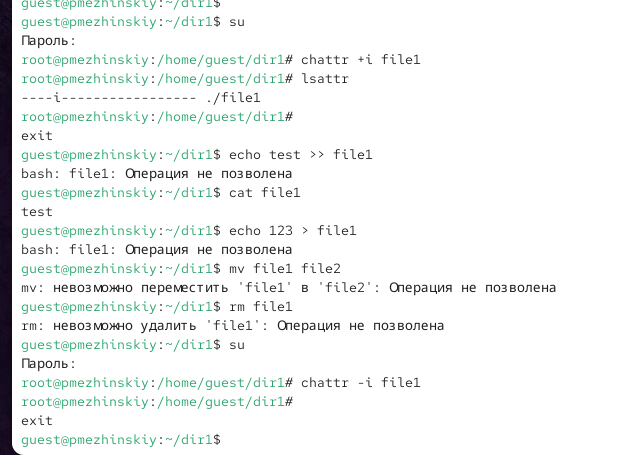 guest@pmezhinskiy:~/dir1$
guest@pmezhinskiy:~/dir1$ su
Пароль:
root@pmezhinskiy:/home/guest/dir1# chattr +i file1
root@pmezhinskiy:/home/guest/dir1# lsattr
----i----------------- ./file1
root@pmezhinskiy:/home/guest/dir1#
exit
guest@pmezhinskiy:~/dir1$ echo test >> file1
bash: file1: Операция не позволена
guest@pmezhinskiy:~/dir1$ cat file1
test
guest@pmezhinskiy:~/dir1$ echo 123 > file1
bash: file1: Операция не позволена
guest@pmezhinskiy:~/dir1$ mv file1 file2
mv: невозможно переместить 'file1' в 'file2': Операция не позволена
guest@pmezhinskiy:~/dir1$ rm file1
rm: невозможно удалить 'file1': Операция не позволена
guest@pmezhinskiy:~/dir1$ su
Пароль:
root@pmezhinskiy:/home/guest/dir1# chattr -i file1
root@pmezhinskiy:/home/guest/dir1#
exit
guest@pmezhinskiy:~/dir1$